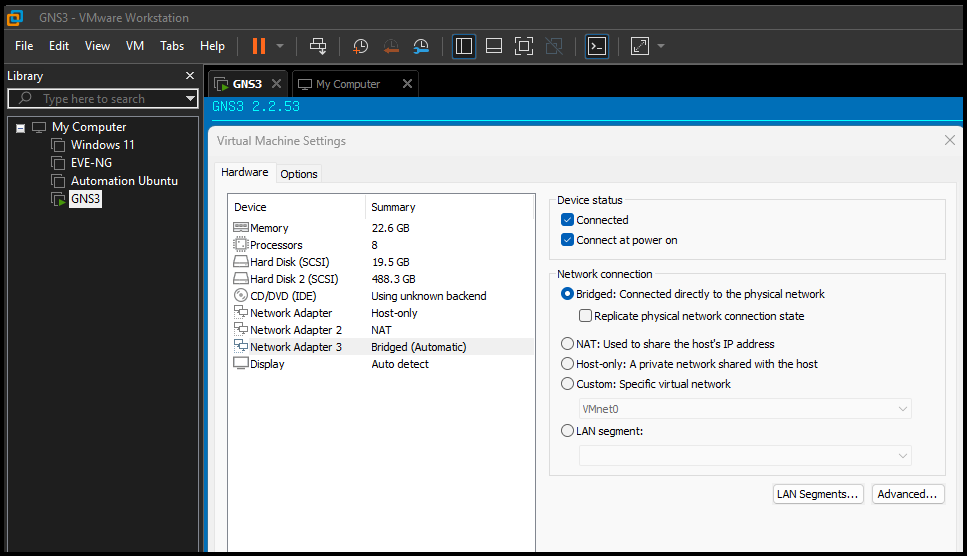 GNS3 - VMware Workstation
File Edit View VM Tabs Help
Library
Type here to search
My Computer
Windows 11
EVE-NG
Automation Ubuntu
GNS3
GNS3 My Computer
GNS3 2.2.53
Virtual Machine Settings
Hardware Options
Device Summary
Memory 22.6 GB
Processors 8
Hard Disk (SCSI) 19.5 GB
Hard Disk 2 (SCSI) 488.3 GB
CD/DVD (IDE) Using unknown backend
Network Adapter Host-only
Network Adapter 2 NAT
Network Adapter 3 Bridged (Automatic)
Display Auto detect
Device status
Connected
Connect at power on
Network connection
Bridged: Connected directly to the physical network
Replicate physical network connection state
NAT: Used to share the host's IP address
Host-only: A private network shared with the host
Custom: Specific virtual network
VMnet0
LAN segment:
LAN Segments... Advanced...